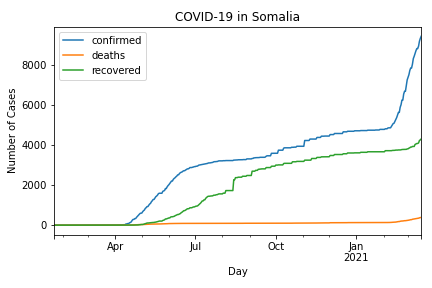 COVID-19 in Somalia
confirmed
deaths
recovered
Number of Cases
8000
6000
4000
2000
0
Apr
Jul
Oct
Jan
2021
Day